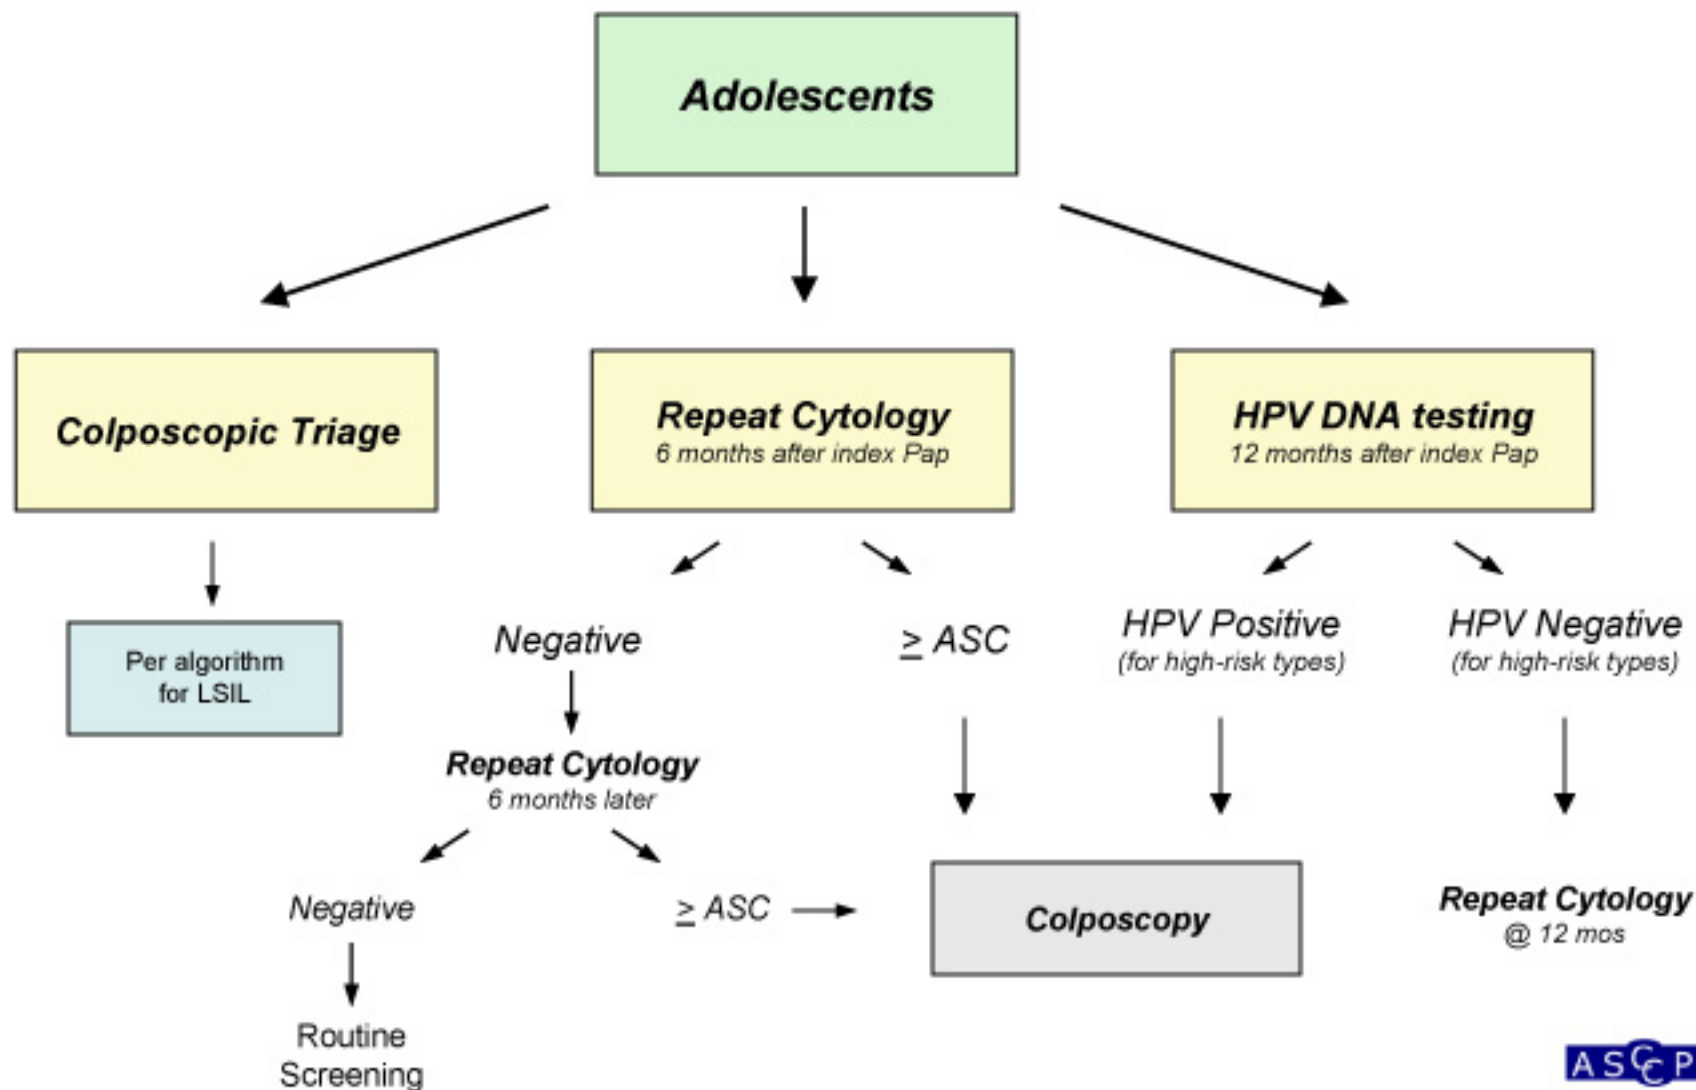 Adolescents
Colposcopic Triage
Repeat Cytology
6 months after index Pap
HPV DNA testing
12 months after index Pap
Per algorithm
for LSIL
Negative
≥ ASC
HPV Positive
(for high-risk types)
HPV Negative
(for high-risk types)
Repeat Cytology
6 months later
Negative
≥ ASC
Colposcopy
Repeat Cytology
@ 12 mos
Routine
Screening
ASCCP